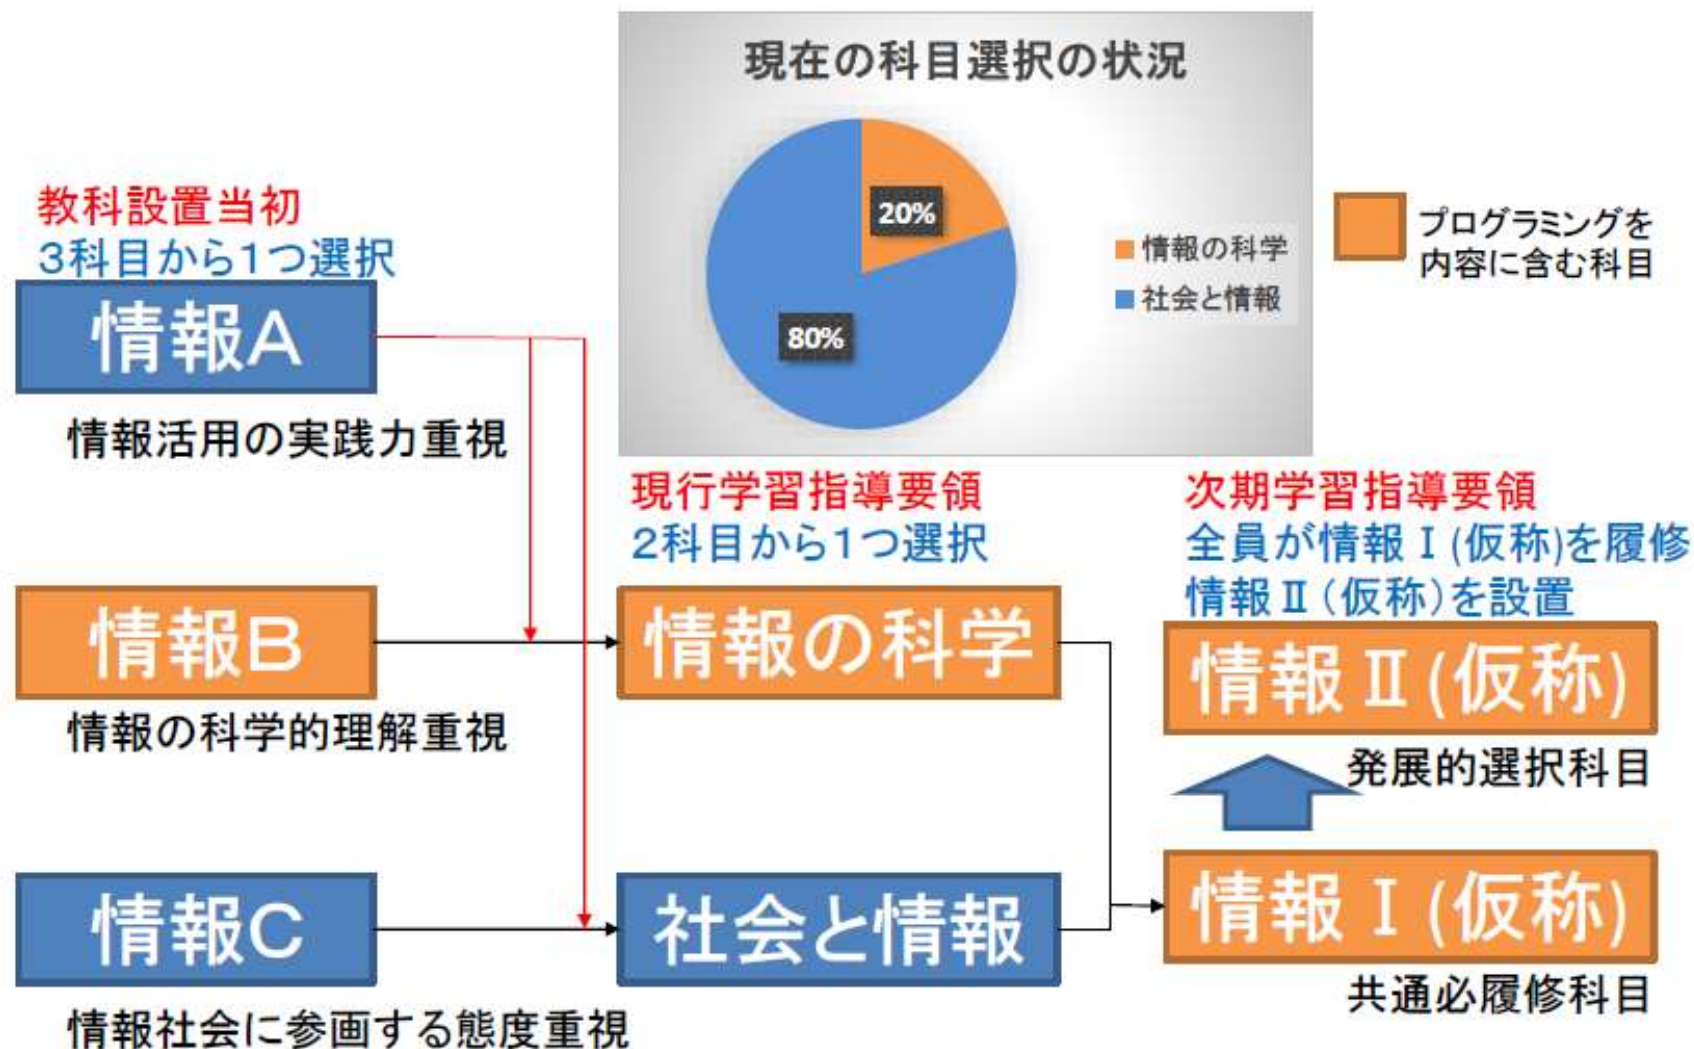 現在の科目選択の状況
20%
80%
情報の科学
社会と情報
プログラミングを
内容に含む科目
教科設置当初
3科目から1つ選択
情報A
情報活用の実践力重視
情報B
情報の科学的理解重視
情報C
情報社会に参画する態度重視
現行学習指導要領
2科目から1つ選択
情報の科学
社会と情報
次期学習指導要領
全員が情報Ⅰ(仮称)を履修
情報Ⅱ(仮称)を設置
情報Ⅱ(仮称)
発展的選択科目
情報Ⅰ(仮称)
共通必履修科目